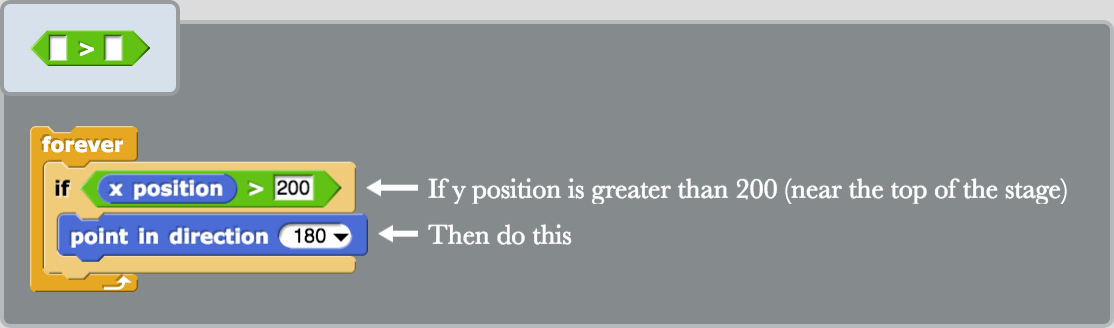 >
forever
if x position > 200 If y position is greater than 200 (near the top of the stage)
point in direction 180 Then do this